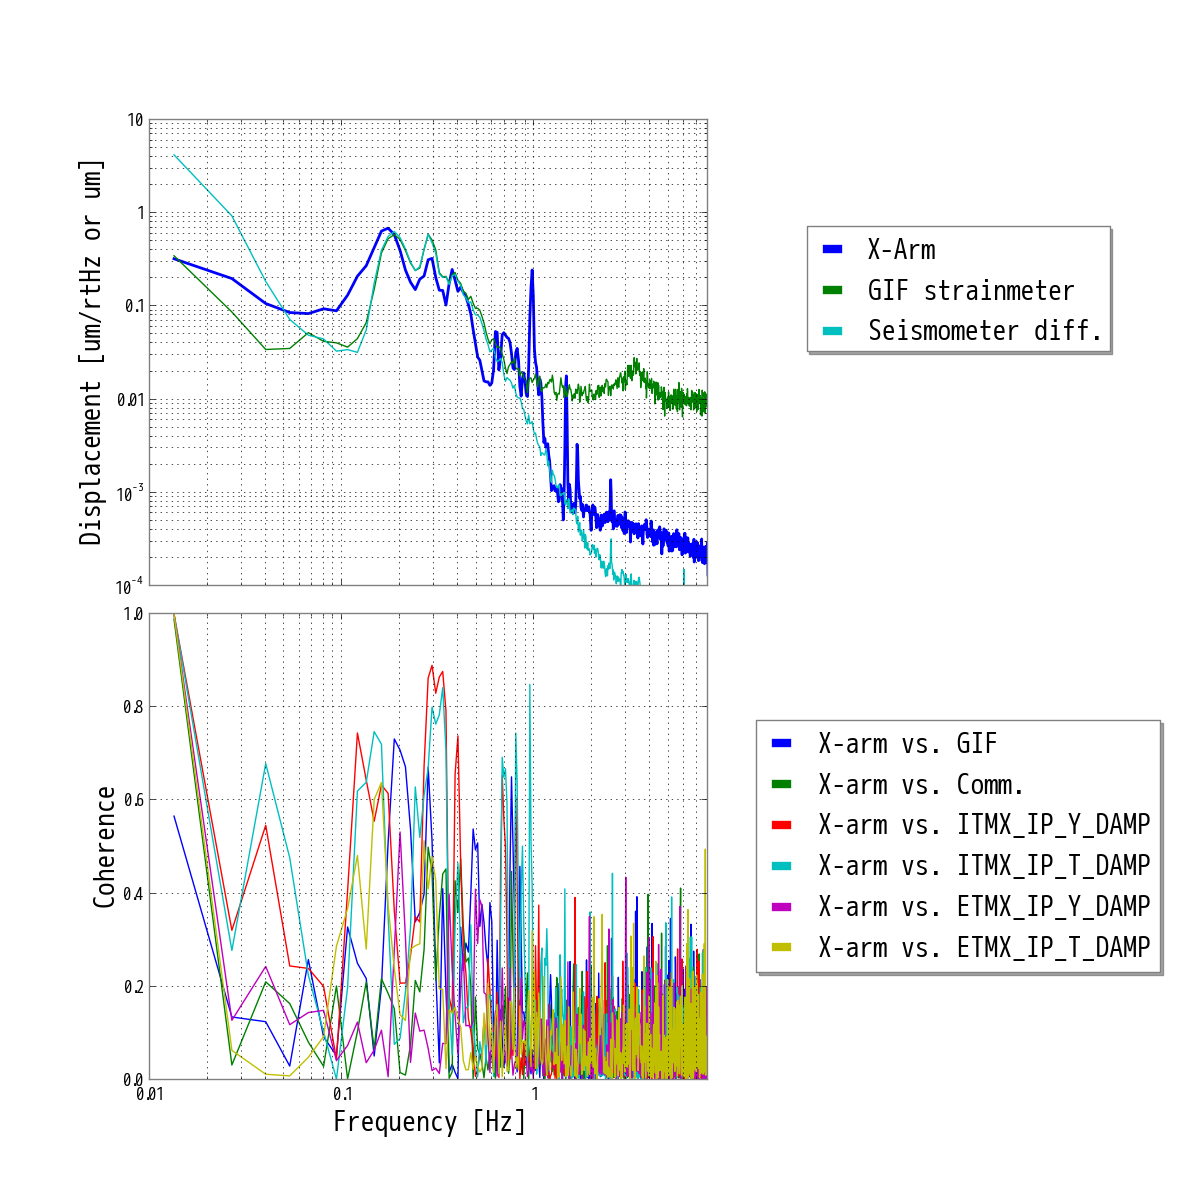 10
1
0.1
0.01
10^-3
10^-4
Displacement [um/rtHz or um]
X-Arm
GIF strainmeter
Seismometer diff.
1.0
0.8
0.6
0.4
0.2
0.0
Coherence
0.01
0.1
1
Frequency [Hz]
X-arm vs. GIF
X-arm vs. Comm.
X-arm vs. ITMX_IP_Y_DAMP
X-arm vs. ITMX_IP_T_DAMP
X-arm vs. ETMX_IP_Y_DAMP
X-arm vs. ETMX_IP_T_DAMP